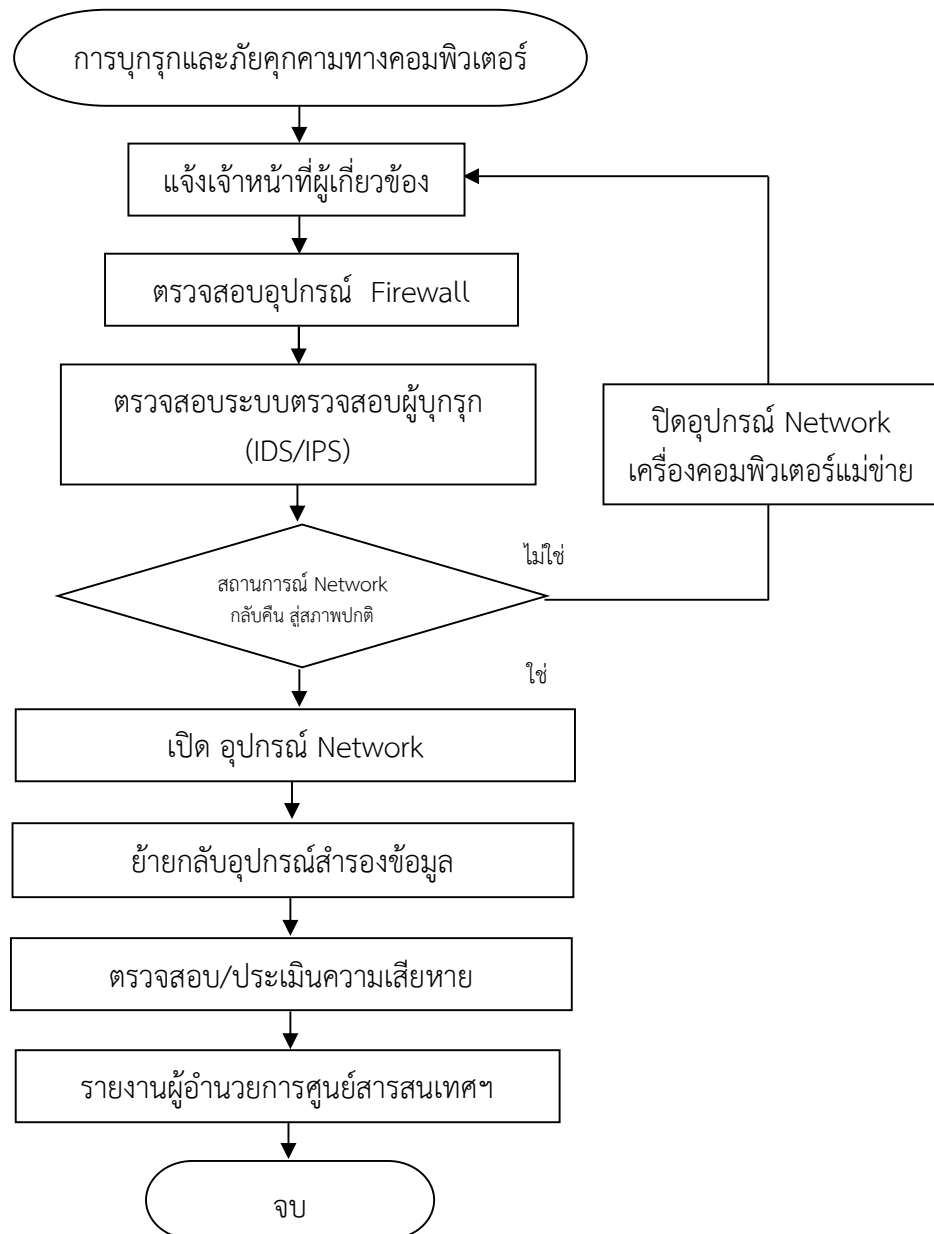 การบุกรุกและภัยคุกคามทางคอมพิวเตอร์
แจ้งเจ้าหน้าที่ผู้เกี่ยวข้อง
ตรวจสอบอุปกรณ์ Firewall
ตรวจสอบระบบตรวจสอบผู้บุกรุก
(IDS/IPS)
ปิดอุปกรณ์ Network
เครื่องคอมพิวเตอร์แม่ข่าย
ไม่ใช่
สถานการณ์ Network
กลับคืน สู่สภาพปกติ
ใช่
เปิด อุปกรณ์ Network
ย้ายกลับอุปกรณ์สำรองข้อมูล
ตรวจสอบ/ประเมินความเสียหาย
รายงานผู้อำนวยการศูนย์สารสนเทศฯ
จบ